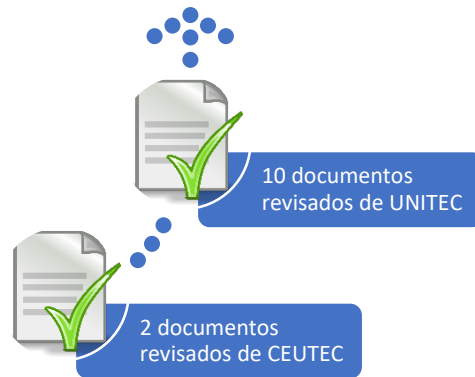 10 documentos
revisados de UNITEC
2 documentos
revisados de CEUTEC